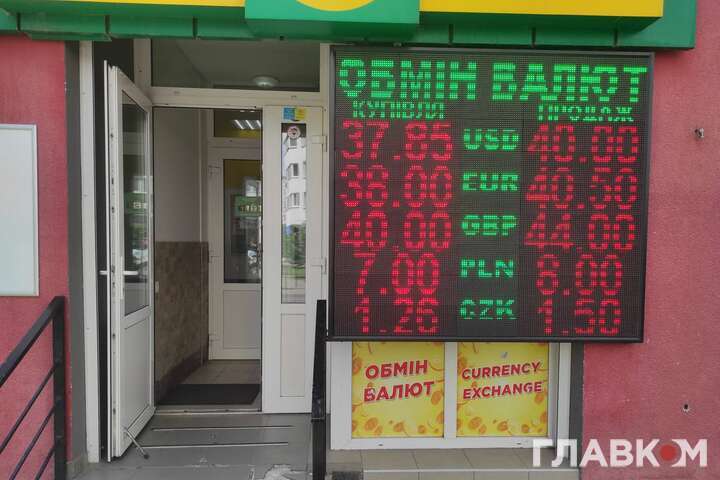 ОБМІН ВАЛЮТ
КУПІВЛЯ ПРОДАЖ
37.85 USD 40.00
38.00 EUR 40.50
40.00 GBP 44.00
7.00 PLN 8.00
1.26 CZK 1.50
ОБМІН
ВАЛЮТ
CURRENCY
EXCHANGE
ГЛАВКОМ